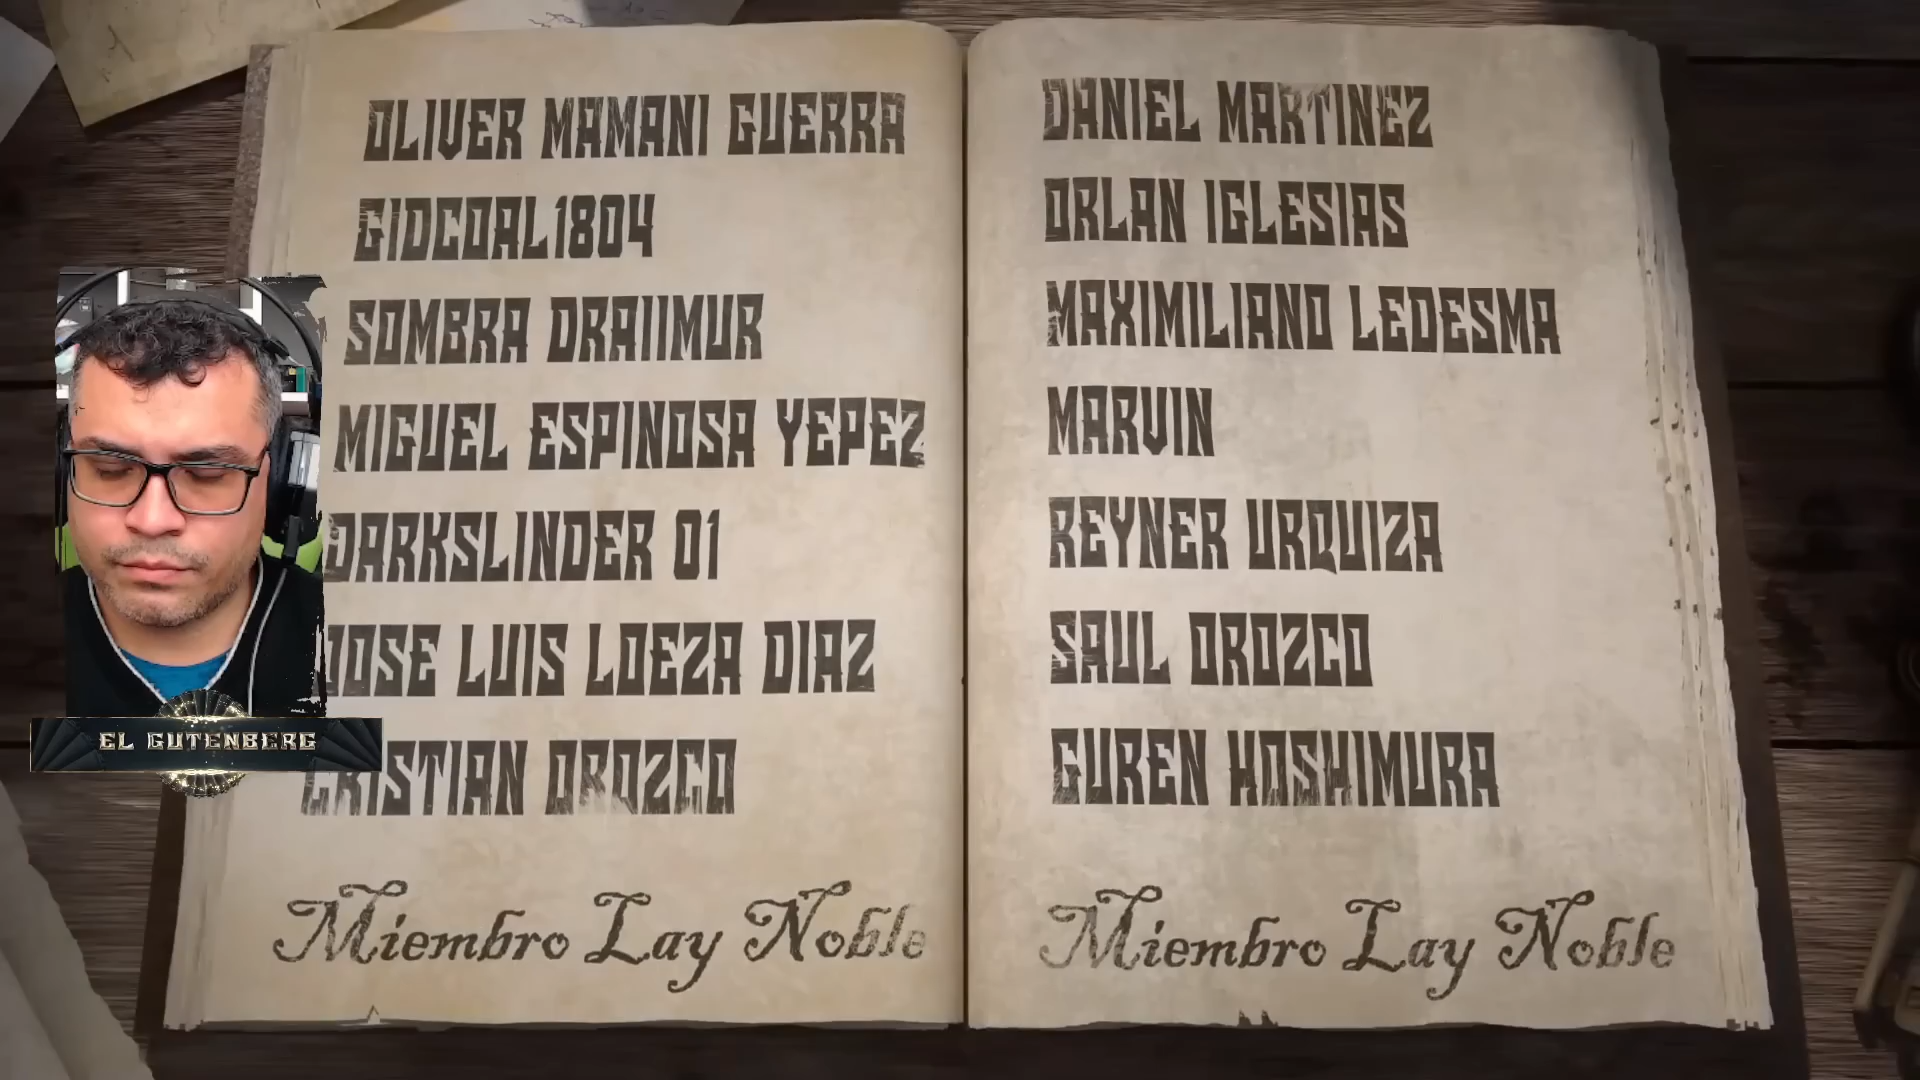 OLIVER MAMANI GUERRA
GIDCOAL1804
SOMBRA DRAIIMUR
MIGUEL ESPINOSA YEPEZ
DARKSLINDER 01
JOSE LUIS LOEZA DIAZ
CRISTIAN OROZCO
Miembro Lay Noble
DANIEL MARTINEZ
ORLAN IGLESIAS
MAXIMILIANO LEDESMA
MARVIN
REYNER URQUIZA
SAUL OROZCO
GUREN HOSHIMURA
Miembro Lay Noble
EL GUTENBERG